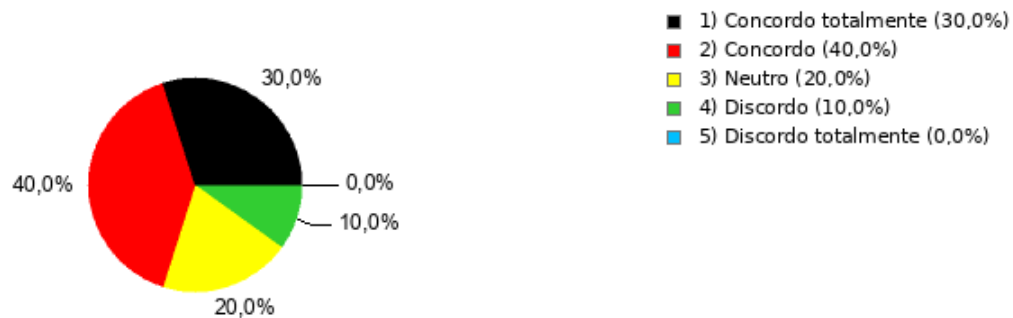 30,0%
40,0%
0,0%
10,0%
20,0%
1) Concordo totalmente (30,0%)
2) Concordo (40,0%)
3) Neutro (20,0%)
4) Discordo (10,0%)
5) Discordo totalmente (0,0%)